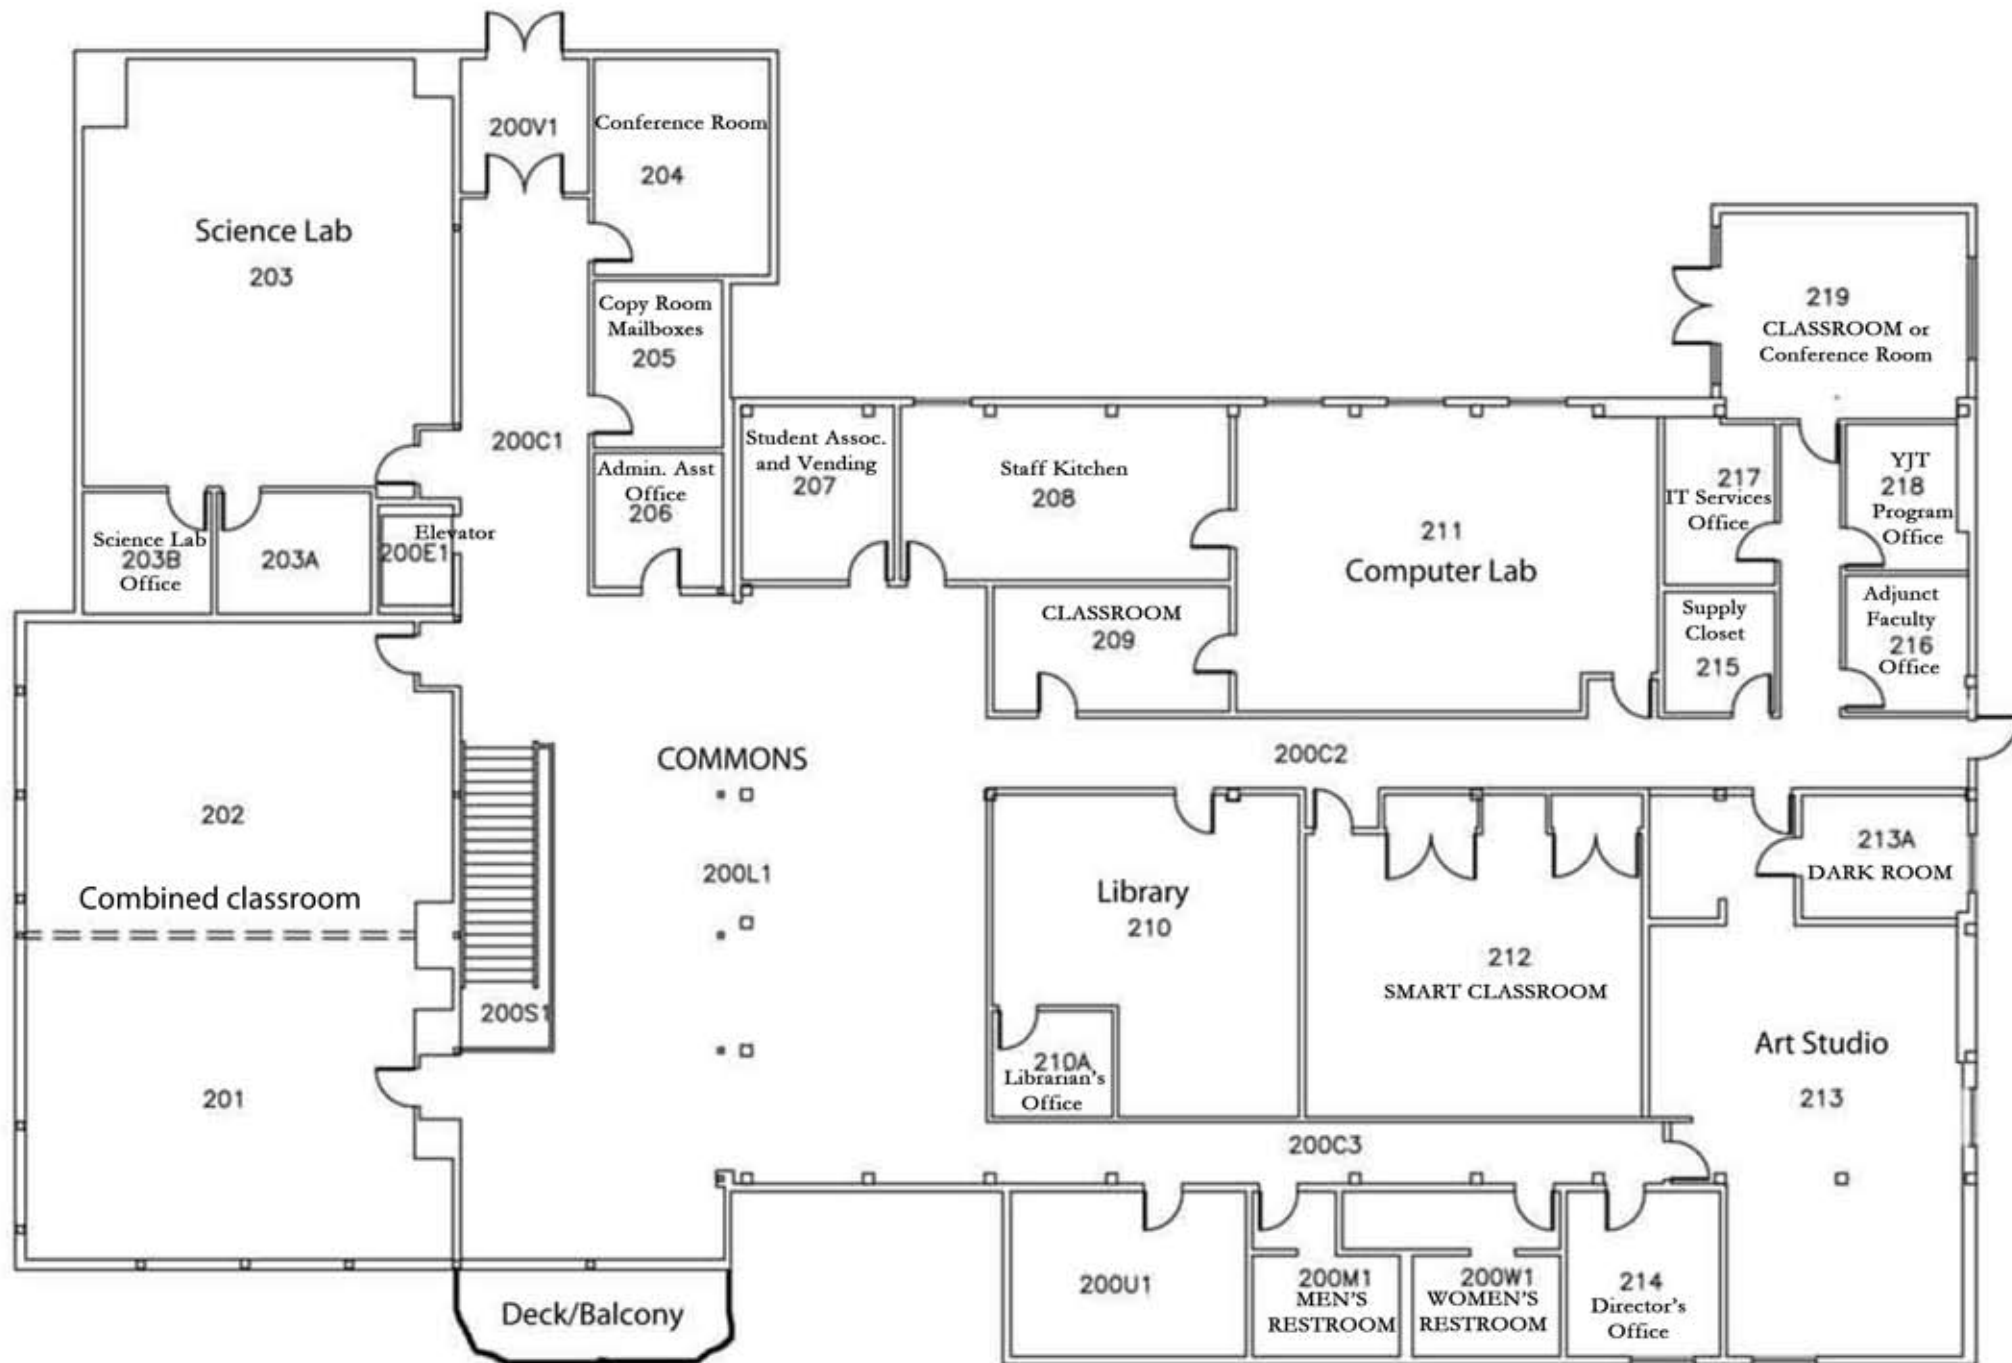 200V1
Conference Room
204
Science Lab
203
Copy Room
Mailboxes
205
200C1
Admin. Asst
Office
206
Student Assoc.
and Vending
207
Staff Kitchen
208
211
Computer Lab
219
CLASSROOM or
Conference Room
217
IT Services
Office
YJT
218
Program
Office
Science Lab
203B
Office
203A
Elevator
200E1
CLASSROOM
209
Supply
Closet
215
Adjunct
Faculty
216
Office
COMMONS
200C2
202
Combined classroom
200L1
Library
210
213A
DARK ROOM
212
SMART CLASSROOM
200S1
201
210A
Librarian's
Office
Art Studio
213
200C3
200U1
200M1
MEN'S
RESTROOM
200W1
WOMEN'S
RESTROOM
214
Director's
Office
Deck/Balcony